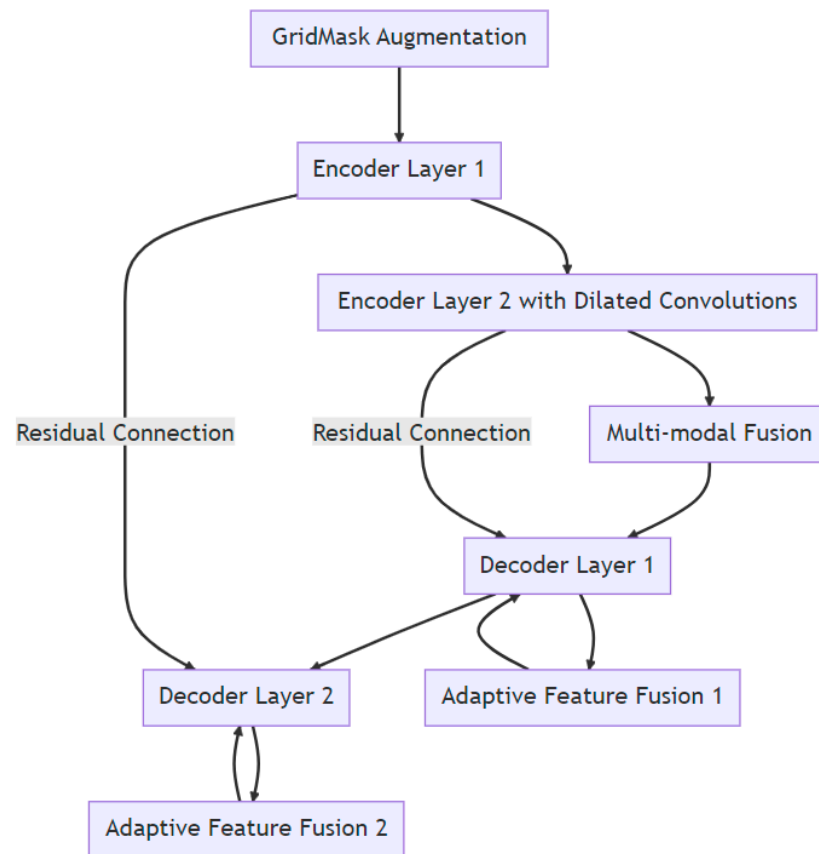 GridMask Augmentation
Encoder Layer 1
Encoder Layer 2 with Dilated Convolutions
Residual Connection
Residual Connection
Multi-modal Fusion
Decoder Layer 1
Decoder Layer 2
Adaptive Feature Fusion 1
Adaptive Feature Fusion 2